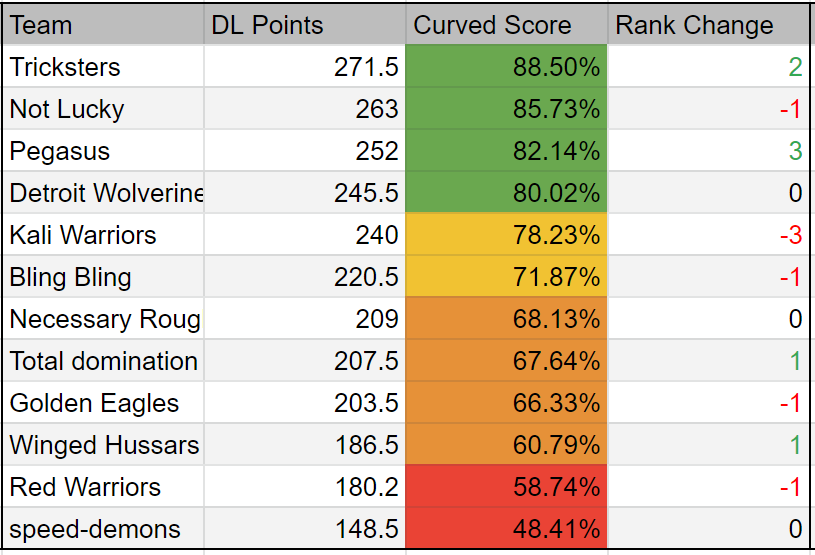 Team DL Points Curved Score Rank Change
Tricksters 271.5 88.50% 2
Not Lucky 263 85.73% -1
Pegasus 252 82.14% 3
Detroit Wolverine 245.5 80.02% 0
Kali Warriors 240 78.23% -3
Bling Bling 220.5 71.87% -1
Necessary Roug 209 68.13% 0
Total domination 207.5 67.64% 1
Golden Eagles 203.5 66.33% -1
Winged Hussars 186.5 60.79% 1
Red Warriors 180.2 58.74% -1
speed-demons 148.5 48.41% 0